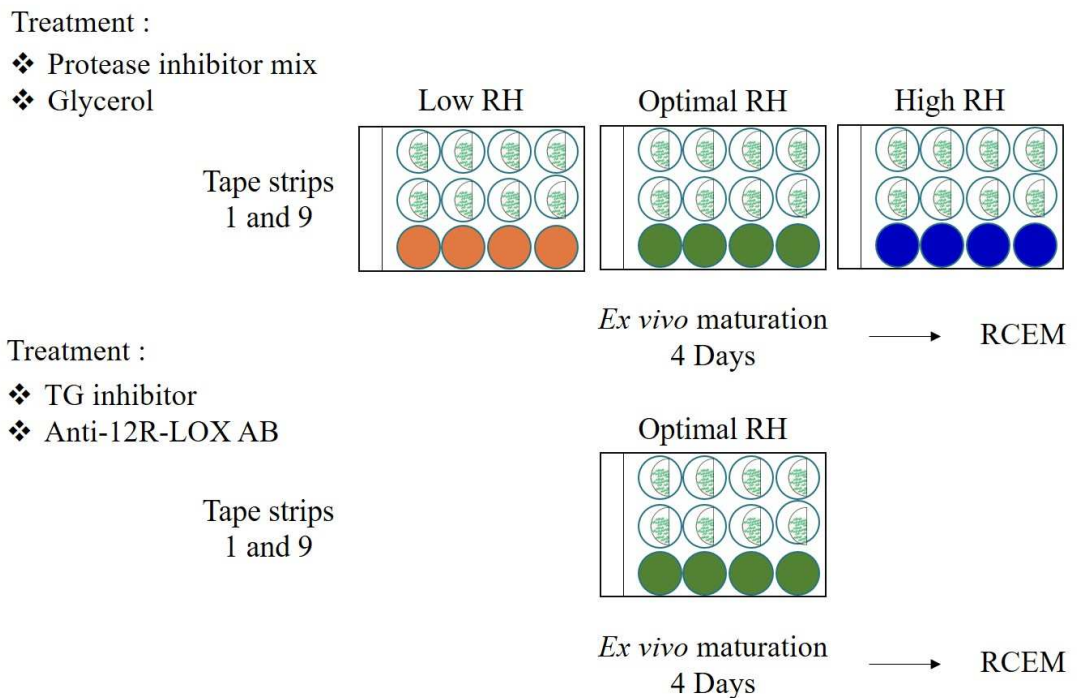 Treatment :
❖ Protease inhibitor mix
❖ Glycerol
Low RH
Optimal RH
High RH
Tape strips
1 and 9
Ex vivo maturation
4 Days
RCEM
Treatment :
❖ TG inhibitor
❖ Anti-12R-LOX AB
Optimal RH
Tape strips
1 and 9
Ex vivo maturation
4 Days
RCEM